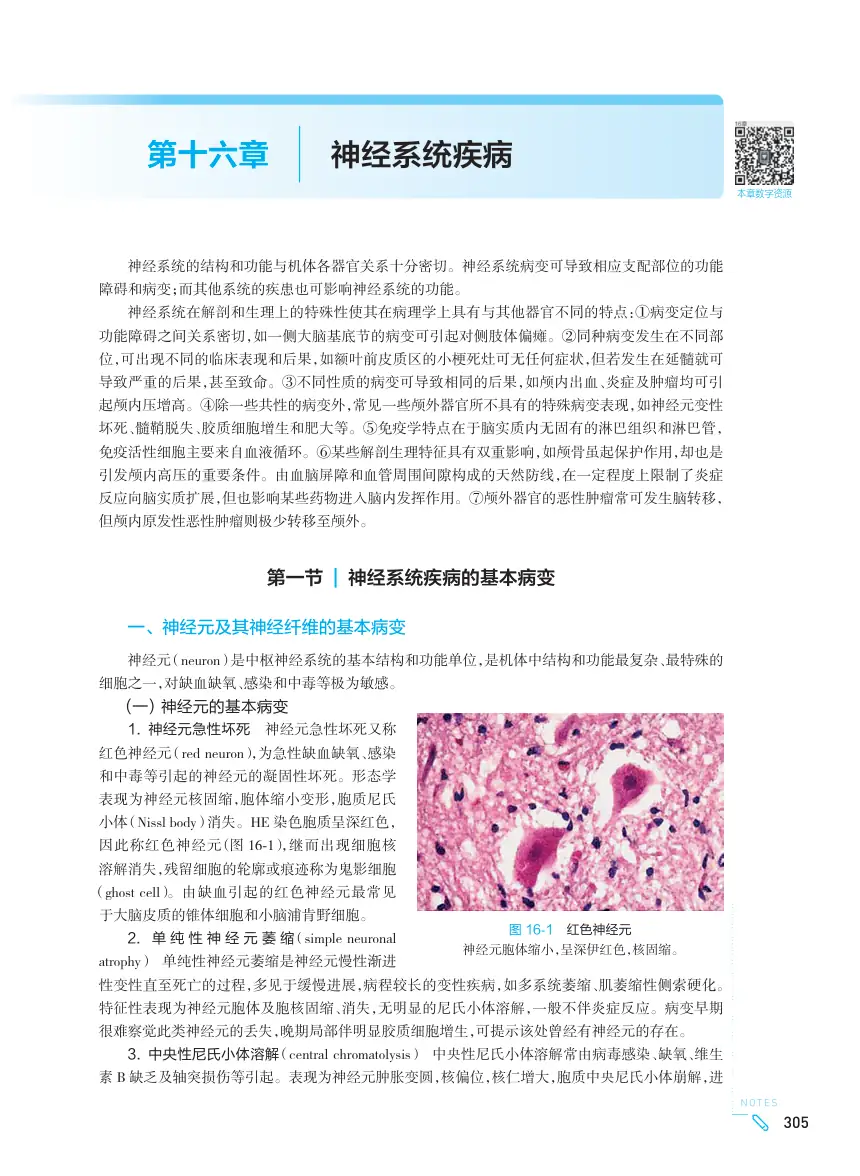 第十六章
神经系统疾病
16章
本章数字资源
神经系统的结构和功能与机体各器官关系十分密切。神经系统病变可导致相应支配部位的功能
障碍和病变;而其他系统的疾患也可影响神经系统的功能。
神经系统在解剖和生理上的特殊性使其在病理学上具有与其他器官不同的特点:①病变定位与
功能障碍之间关系密切,如一侧大脑基底节的病变可引起对侧肢体偏瘫。②同种病变发生在不同部
位,可出现不同的临床表现和后果,如额叶前皮质区的小梗死灶可无任何症状,但若发生在延髓就可
导致严重的后果,甚至致命。③不同性质的病变可导致相同的后果,如颅内出血、炎症及肿瘤均可引
起颅内压增高。④除一些共性的病变外,常见一些颅外器官所不具有的特殊病变表现,如神经元变性
坏死、髓鞘脱失、胶质细胞增生和肥大等。⑤免疫学特点在于脑实质内无固有的淋巴组织和淋巴管,
免疫活性细胞主要来自血液循环。⑥某些解剖生理特征具有双重影响,如颅骨虽起保护作用,却也是
引发颅内高压的重要条件。由血脑屏障和血管周围间隙构成的天然防线,在一定程度上限制了炎症
反应向脑实质扩展,但也影响某些药物进入脑内发挥作用。⑦颅外器官的恶性肿瘤常可发生脑转移,
但颅内原发性恶性肿瘤则极少转移至颅外。
第一节 | 神经系统疾病的基本病变
一、神经元及其神经纤维的基本病变
神经元(neuron)是中枢神经系统的基本结构和功能单位,是机体中结构和功能最复杂、最特殊的
细胞之一,对缺血缺氧、感染和中毒等极为敏感。
(一)神经元的基本病变
1. 神经元急性坏死 神经元急性坏死又称
红色神经元(red neuron),为急性缺血缺氧、感染
和中毒等引起的神经元的凝固性坏死。形态学
表现为神经元核固缩,胞体缩小变形,胞质尼氏
小体(Nissl body)消失。HE 染色胞质呈深红色,
因此称红色神经元(图 16-1),继而出现细胞核
溶解消失,残留细胞的轮廓或痕迹称为鬼影细胞
(ghost cell)。由缺血引起的红色神经元最常见
于大脑皮质的锥体细胞和小脑浦肯野细胞。
图 16-1 红色神经元
神经元胞体缩小,呈深伊红色,核固缩。
2. 单纯性神经元萎缩(simple neuronal
atrophy) 单纯性神经元萎缩是神经元慢性渐进
性变性直至死亡的过程,多见于缓慢进展,病程较长的变性疾病,如多系统萎缩、肌萎缩性侧索硬化。
特征性表现为神经元胞体及胞核固缩、消失,无明显的尼氏小体溶解,一般不伴炎症反应。病变早期
很难察觉此类神经元的丢失,晚期局部伴明显胶质细胞增生,可提示该处曾经有神经元的存在。
3. 中央性尼氏小体溶解(central chromatolysis) 中央性尼氏小体溶解常由病毒感染、缺氧、维生
素 B 缺乏及轴突损伤等引起。表现为神经元肿胀变圆,核偏位,核仁增大,胞质中央尼氏小体崩解,进
NOTES
305